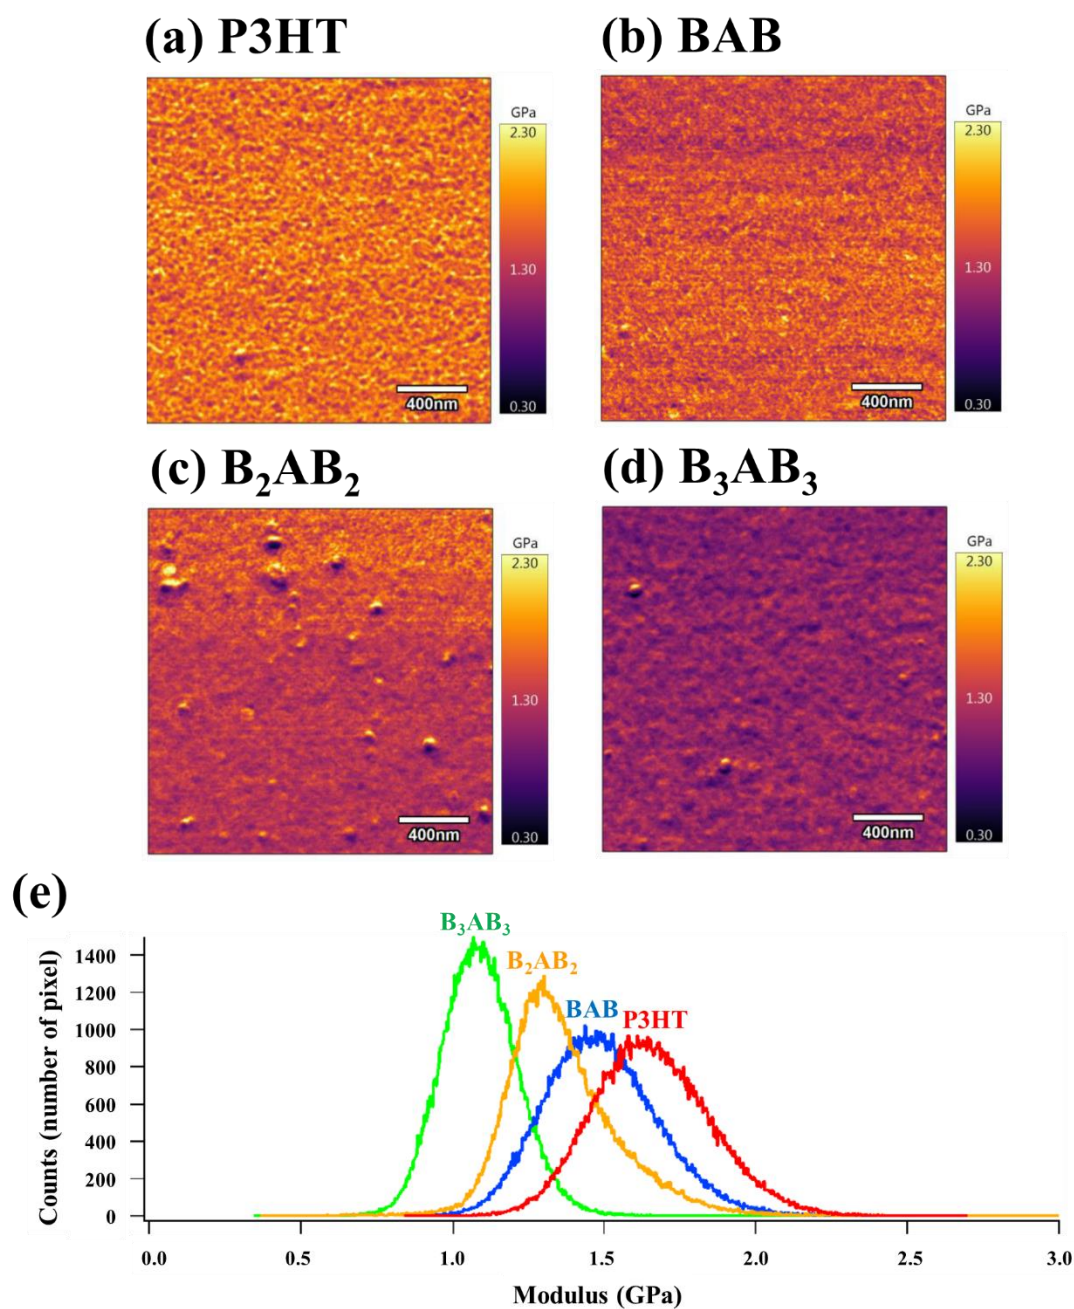 (a) P3HT
(b) BAB
GPa
2.30
1.30
0.30
400nm
GPa
2.30
1.30
0.30
400nm
(c) B₂AB₂
(d) B₃AB₃
GPa
2.30
1.30
0.30
400nm
GPa
2.30
1.30
0.30
400nm
(e)
B₃AB₃
B₂AB₂
BAB
P3HT
Counts (number of pixel)
1400
1200
1000
800
600
400
200
0
0.0 0.5 1.0 1.5 2.0 2.5 3.0
Modulus (GPa)